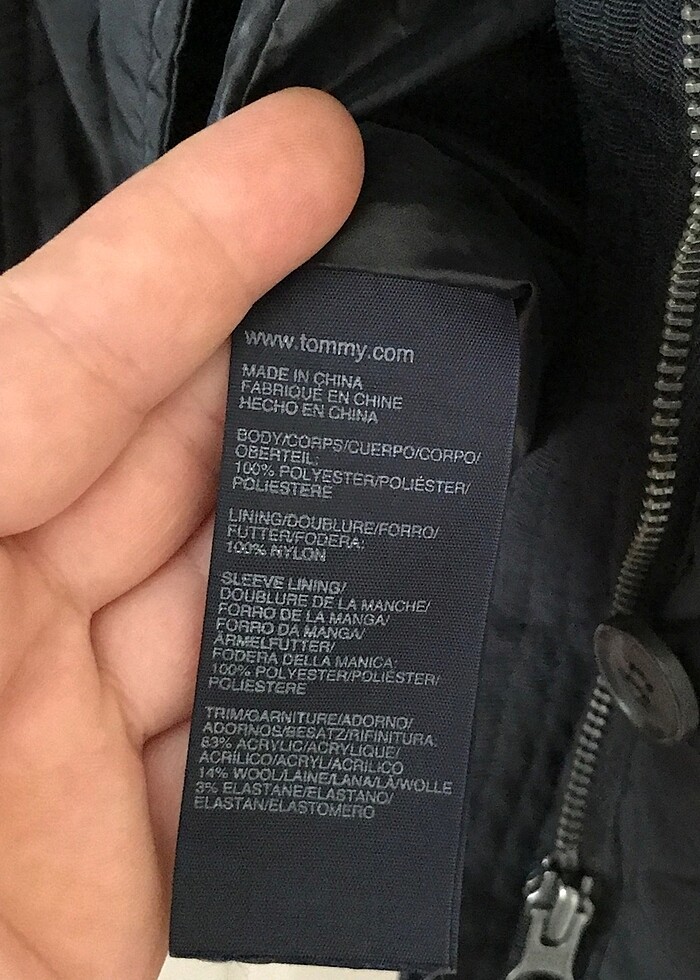 www.tommy.com
MADE IN CHINA
FABRIQUÉ EN CHINE
HECHO EN CHINA
BODY/CORPS/CUERPO/CORPO/
OBERTEIL:
100% POLYESTER/POLIÉSTER/
POLIESTERE
LINING/DOUBLURE/FORRO/
FUTTER/FODERA:
100% NYLON
SLEEVE LINING/
DOUBLURE DE LA MANCHE/
FORRO DE LA MANGA/
FORRO DA MANGA/
ÄRMELFUTTER/
FODERA DELLA MANICA:
100% POLYESTER/POLIÉSTER/
POLIESTERE
TRIM/GARNITURE/ADORNO/
ADORNOS/BESATZ/RIFINITURA:
83% ACRYLIC/ACRYLIQUE/
ACRÍLICO/ACRYL/ACRILICO
14% WOOL/LAINE/LANA/LÃ/WOLLE
3% ELASTANE/ELASTANO/
ELASTAN/ELASTOMERO